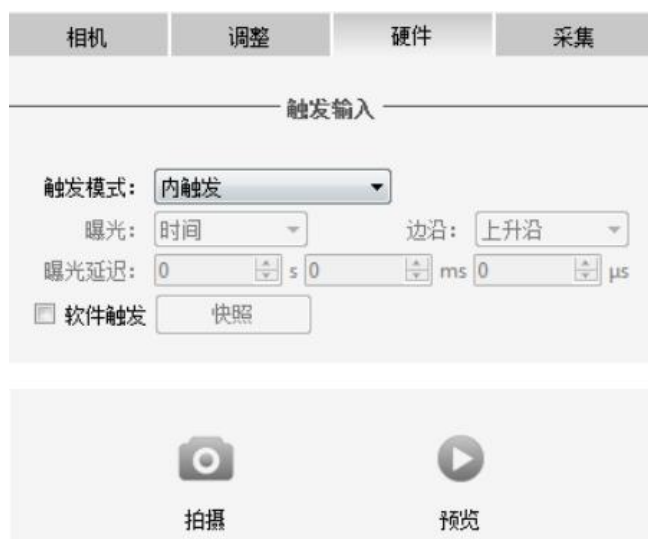 相机 调整 硬件 采集
触发输入
触发模式： 内触发
曝光： 时间 边沿： 上升沿
曝光延迟： 0 s 0 ms 0 μs
软件触发 快照
拍摄 预览